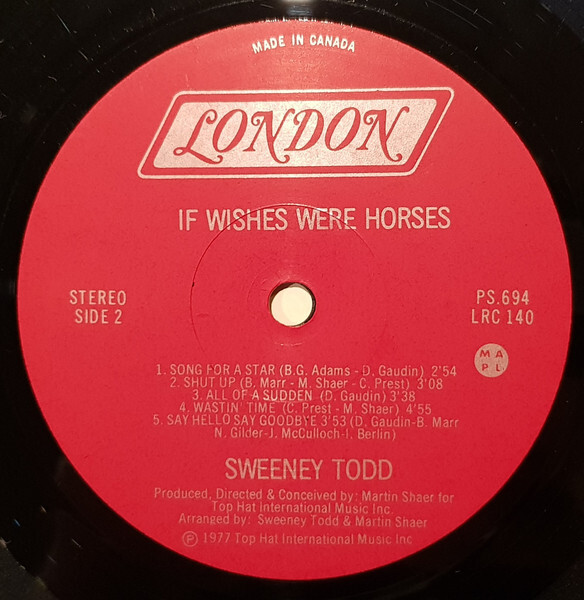 MADE IN CANADA
LONDON
IF WISHES WERE HORSES
STEREO
SIDE 2
PS.694
LRC 140
M A
P L
1. SONG FOR A STAR (B.G. Adams - D. Gaudin) 2'54
2. SHUT UP (B. Marr - M. Shaer - C. Prest) 3'08
3. ALL OF A SUDDEN (D. Gaudin) 3'38
4. WASTIN' TIME (C. Prest - M. Shaer) 4'55
5. SAY HELLO SAY GOODBYE 3'53 (D. Gaudin-B. Marr
N. Gilder-J. McCulloch-I. Berlin)
SWEENEY TODD
Produced, Directed & Conceived by: Martin Shaer for
Top Hat International Music Inc.
Arranged by: Sweeney Todd & Martin Shaer
℗ 1977 Top Hat International Music Inc